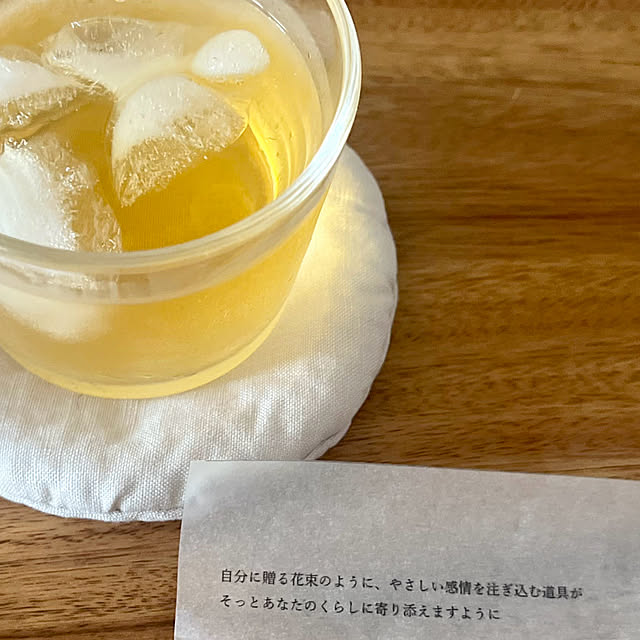 自分に贈る花束のように、やさしい感情を注ぎ込む道具が
そっとあなたのくらしに寄り添えますように